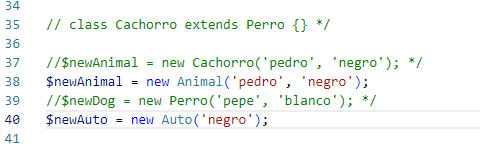 34
35 // class Cachorro extends Perro {} */
36
37 //$newAnimal = new Cachorro('pedro', 'negro'); */
38 $newAnimal = new Animal('pedro', 'negro');
39 //$newDog = new Perro('pepe', 'blanco'); */
40 $newAuto = new Auto('negro');
41